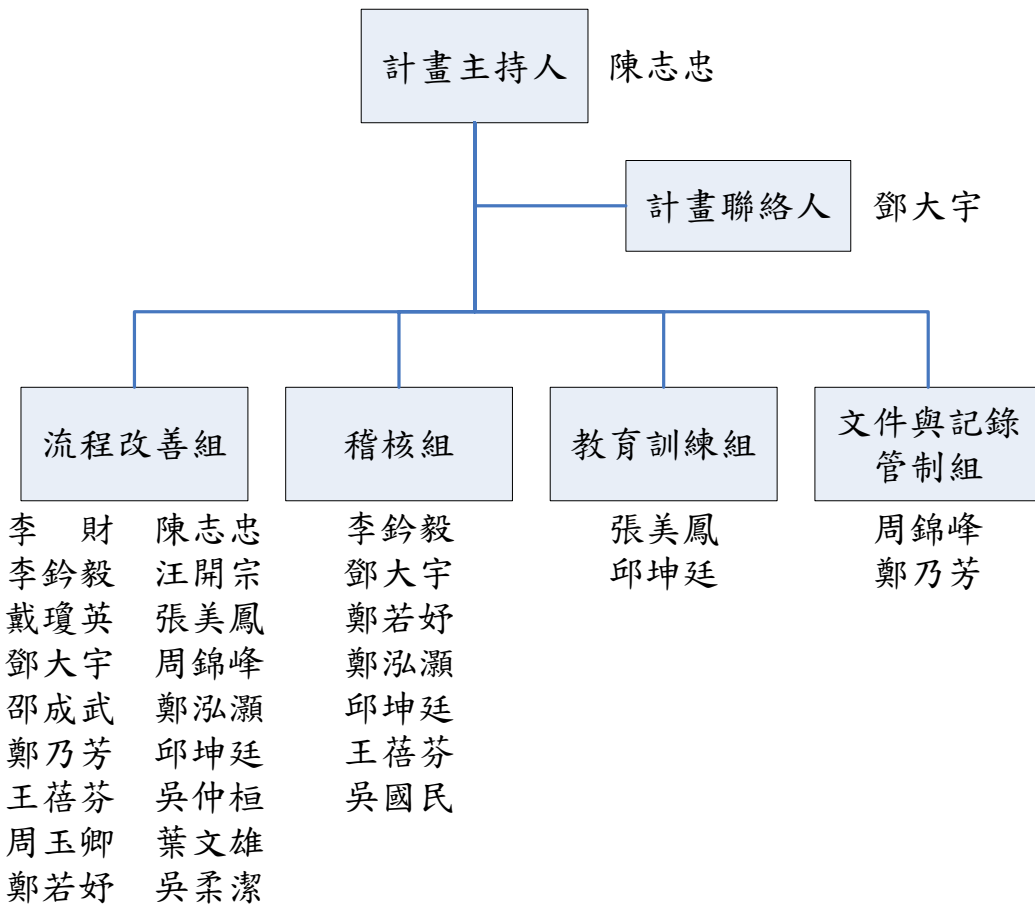 計畫主持人 陳志忠
計畫聯絡人 鄧大宇
流程改善組
李　財 陳志忠
李鈐毅 汪開宗
戴瓊英 張美鳳
鄧大宇 周錦峰
邵成武 鄭泓灝
鄭乃芳 邱坤廷
王蓓芬 吳仲桓
周玉卿 葉文雄
鄭若妤 吳柔潔
稽核組
李鈐毅
鄧大宇
鄭若妤
鄭泓灝
邱坤廷
王蓓芬
吳國民
教育訓練組
張美鳳
邱坤廷
文件與記錄
管制組
周錦峰
鄭乃芳